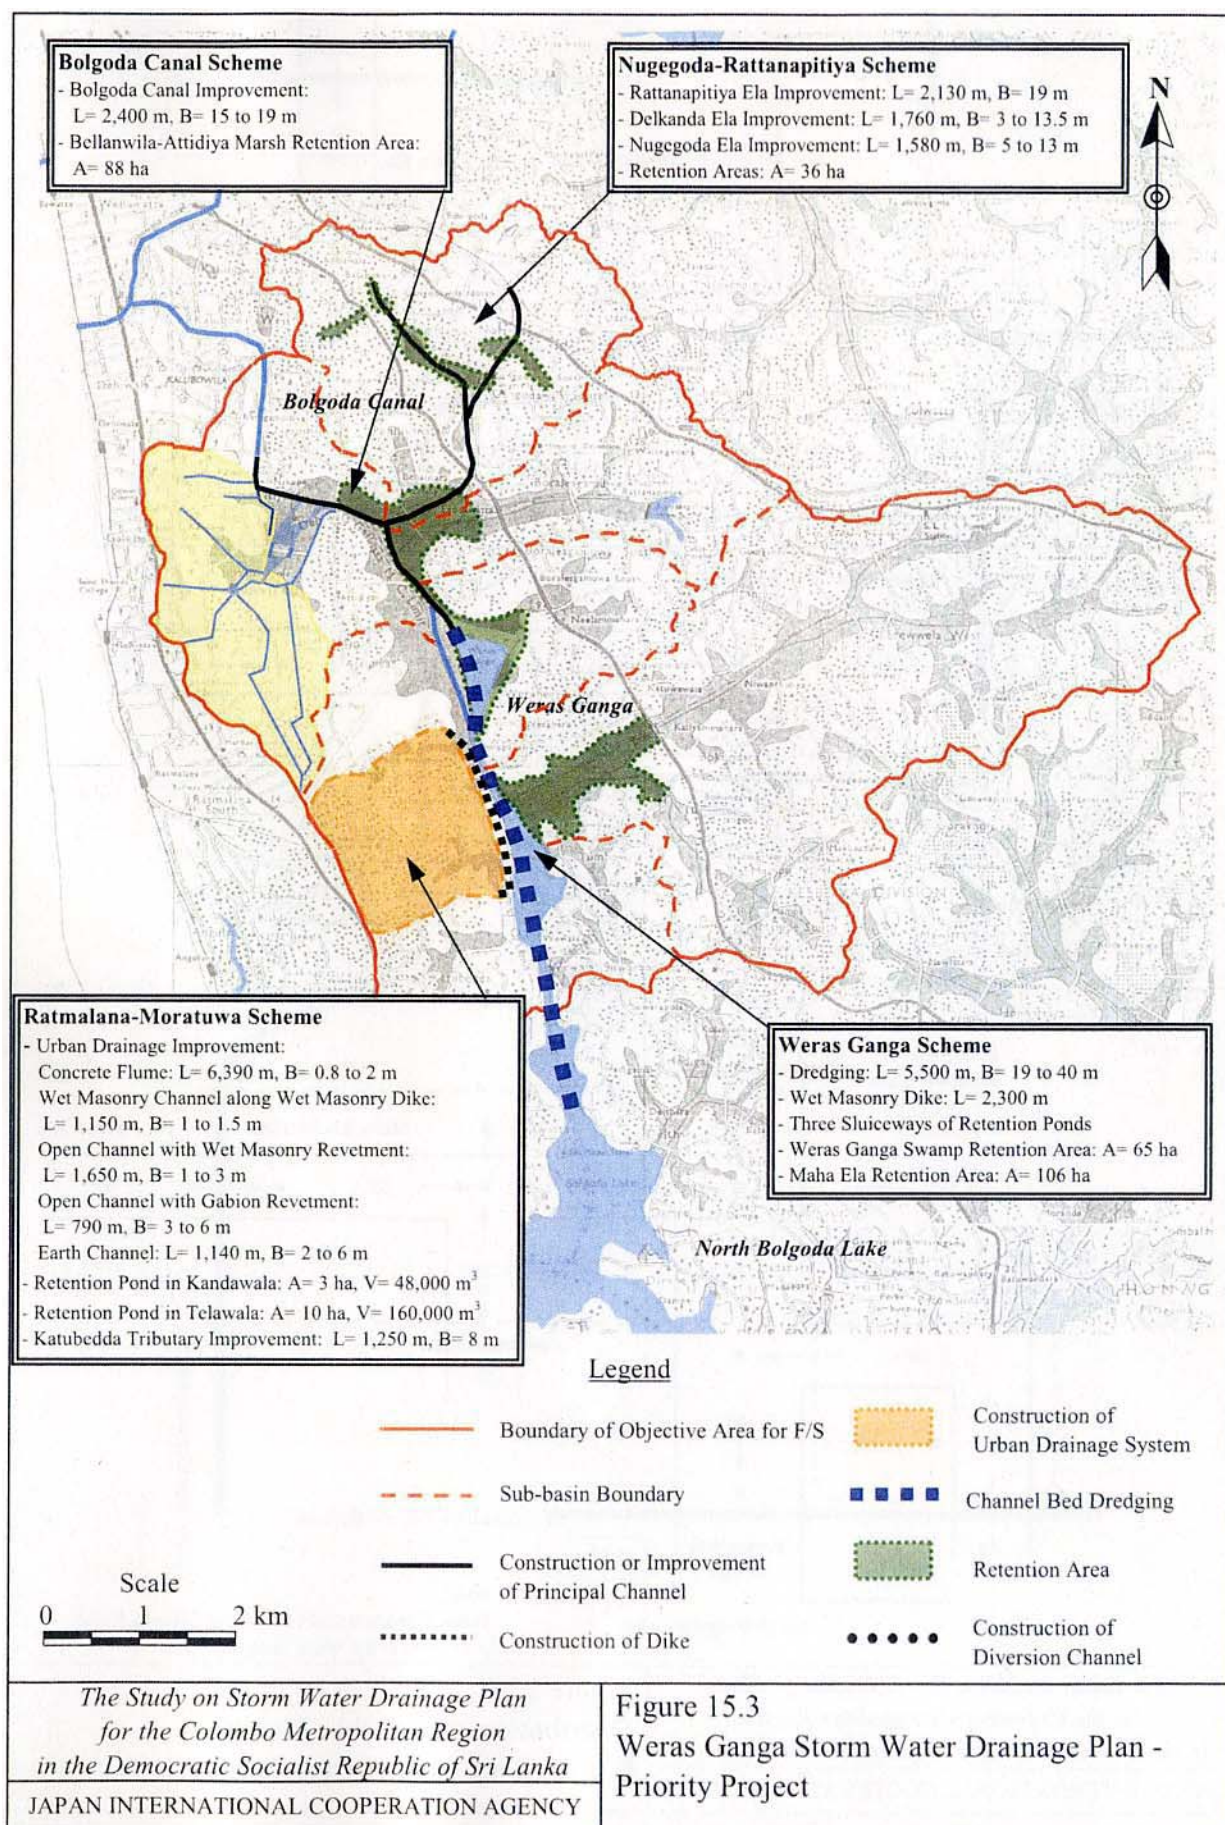 Bolgoda Canal Scheme
- Bolgoda Canal Improvement:
L= 2,400 m, B= 15 to 19 m
- Bellanwila-Attidiya Marsh Retention Area:
A= 88 ha
Nugegoda-Rattanapitiya Scheme
- Rattanapitiya Ela Improvement: L= 2,130 m, B= 19 m
- Delkanda Ela Improvement: L= 1,760 m, B= 3 to 13.5 m
- Nugegoda Ela Improvement: L= 1,580 m, B= 5 to 13 m
- Retention Areas: A= 36 ha
N
Bolgoda Canal
Weras Ganga
Ratmalana-Moratuwa Scheme
- Urban Drainage Improvement:
Concrete Flume: L= 6,390 m, B= 0.8 to 2 m
Wet Masonry Channel along Wet Masonry Dike:
L= 1,150 m, B= 1 to 1.5 m
Open Channel with Wet Masonry Revetment:
L= 1,650 m, B= 1 to 3 m
Open Channel with Gabion Revetment:
L= 790 m, B= 3 to 6 m
Earth Channel: L= 1,140 m, B= 2 to 6 m
- Retention Pond in Kandawala: A= 3 ha, V= 48,000 m³
- Retention Pond in Telawala: A= 10 ha, V= 160,000 m³
- Katubedda Tributary Improvement: L= 1,250 m, B= 8 m
Weras Ganga Scheme
- Dredging: L= 5,500 m, B= 19 to 40 m
- Wet Masonry Dike: L= 2,300 m
- Three Sluiceways of Retention Ponds
- Weras Ganga Swamp Retention Area: A= 65 ha
- Maha Ela Retention Area: A= 106 ha
North Bolgoda Lake
Legend
Boundary of Objective Area for F/S
Sub-basin Boundary
Construction or Improvement
of Principal Channel
Construction of Dike
Construction of
Urban Drainage System
Channel Bed Dredging
Retention Area
Construction of
Diversion Channel
Scale
0 1 2 km
The Study on Storm Water Drainage Plan
for the Colombo Metropolitan Region
in the Democratic Socialist Republic of Sri Lanka
JAPAN INTERNATIONAL COOPERATION AGENCY
Figure 15.3
Weras Ganga Storm Water Drainage Plan -
Priority Project